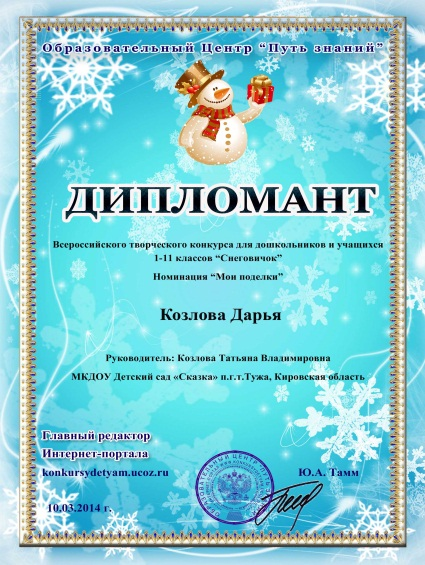 Образовательный Центр “Путь знаний”
ДИПЛОМАНТ
Всероссийского творческого конкурса для дошкольников и учащихся
1-11 классов “Снеговичок”
Номинация “Мои поделки”
Козлова Дарья
Руководитель: Козлова Татьяна Владимировна
МКДОУ Детский сад «Сказка» п.г.т.Тужа, Кировская область
Главный редактор
Интернет-портала
konkursydetyam.ucoz.ru
Ю.А. Тамм
10.03.2014 г.